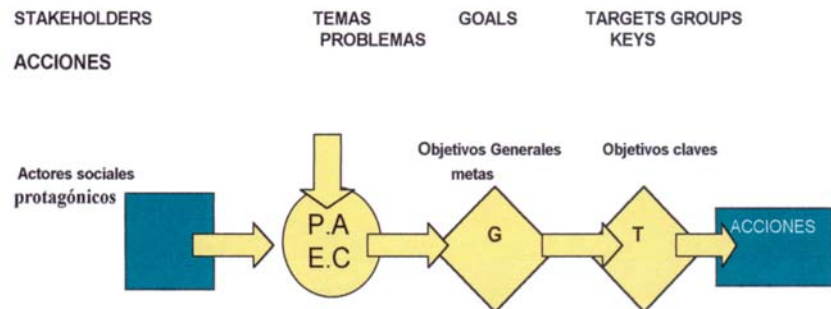 STAKEHOLDERS TEMAS GOALS TARGETS GROUPS
PROBLEMAS KEYS
ACCIONES
Actores sociales
protagónicos
Objetivos Generales
metas
Objetivos claves
P.A
E.C
G
T
ACCIONES